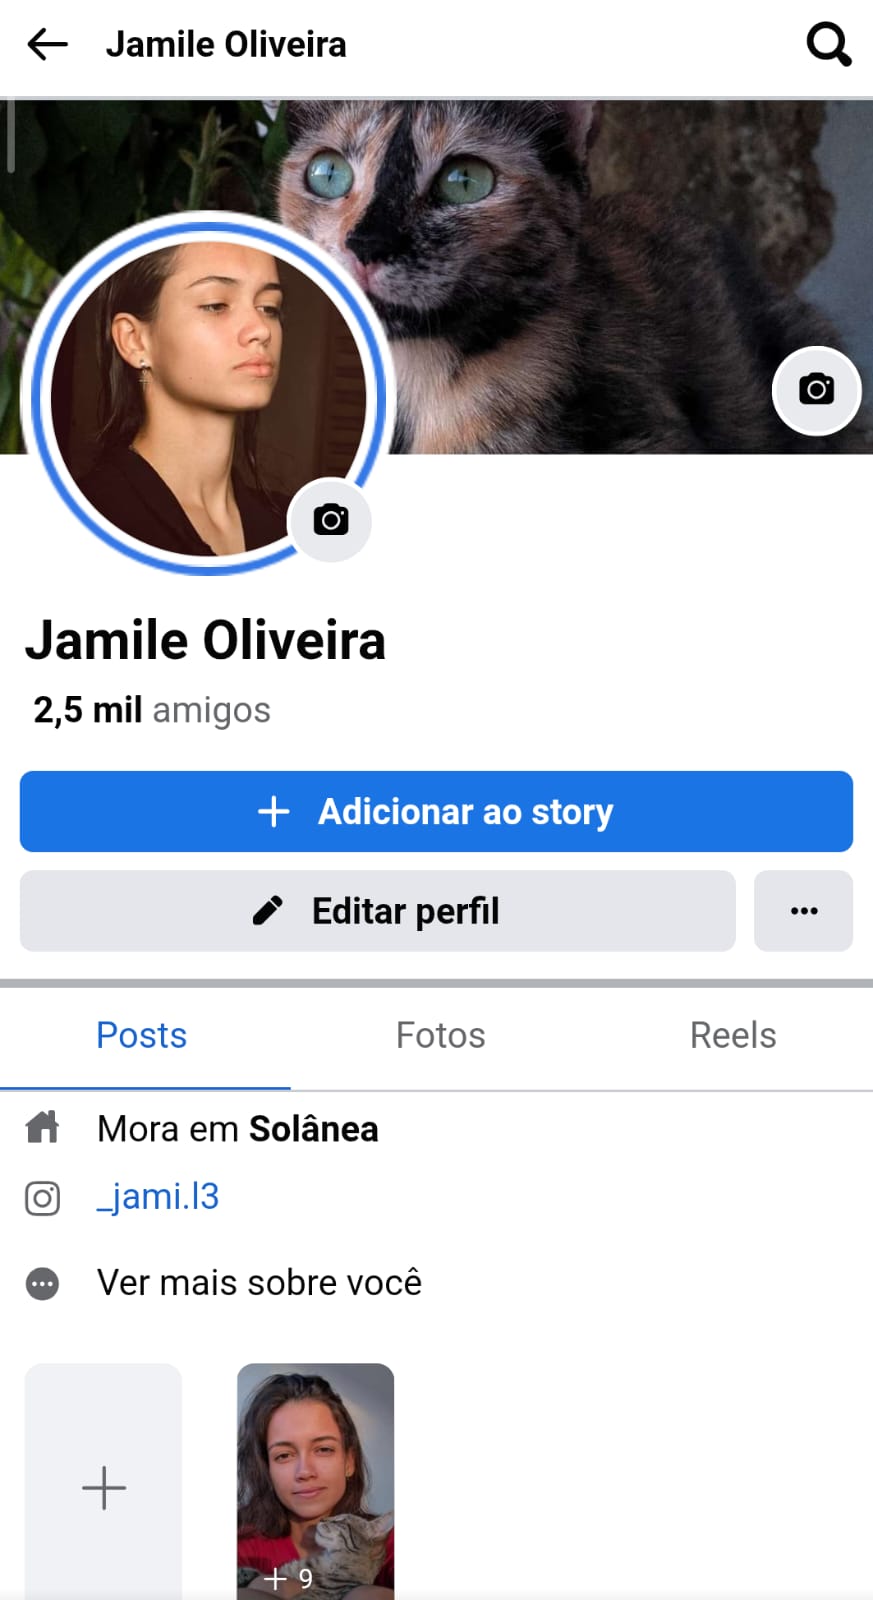 Jamile Oliveira
Jamile Oliveira
2,5 mil amigos
+ Adicionar ao story
Editar perfil
Posts Fotos Reels
Mora em Solânea
_jami.l3
Ver mais sobre você
+ 9